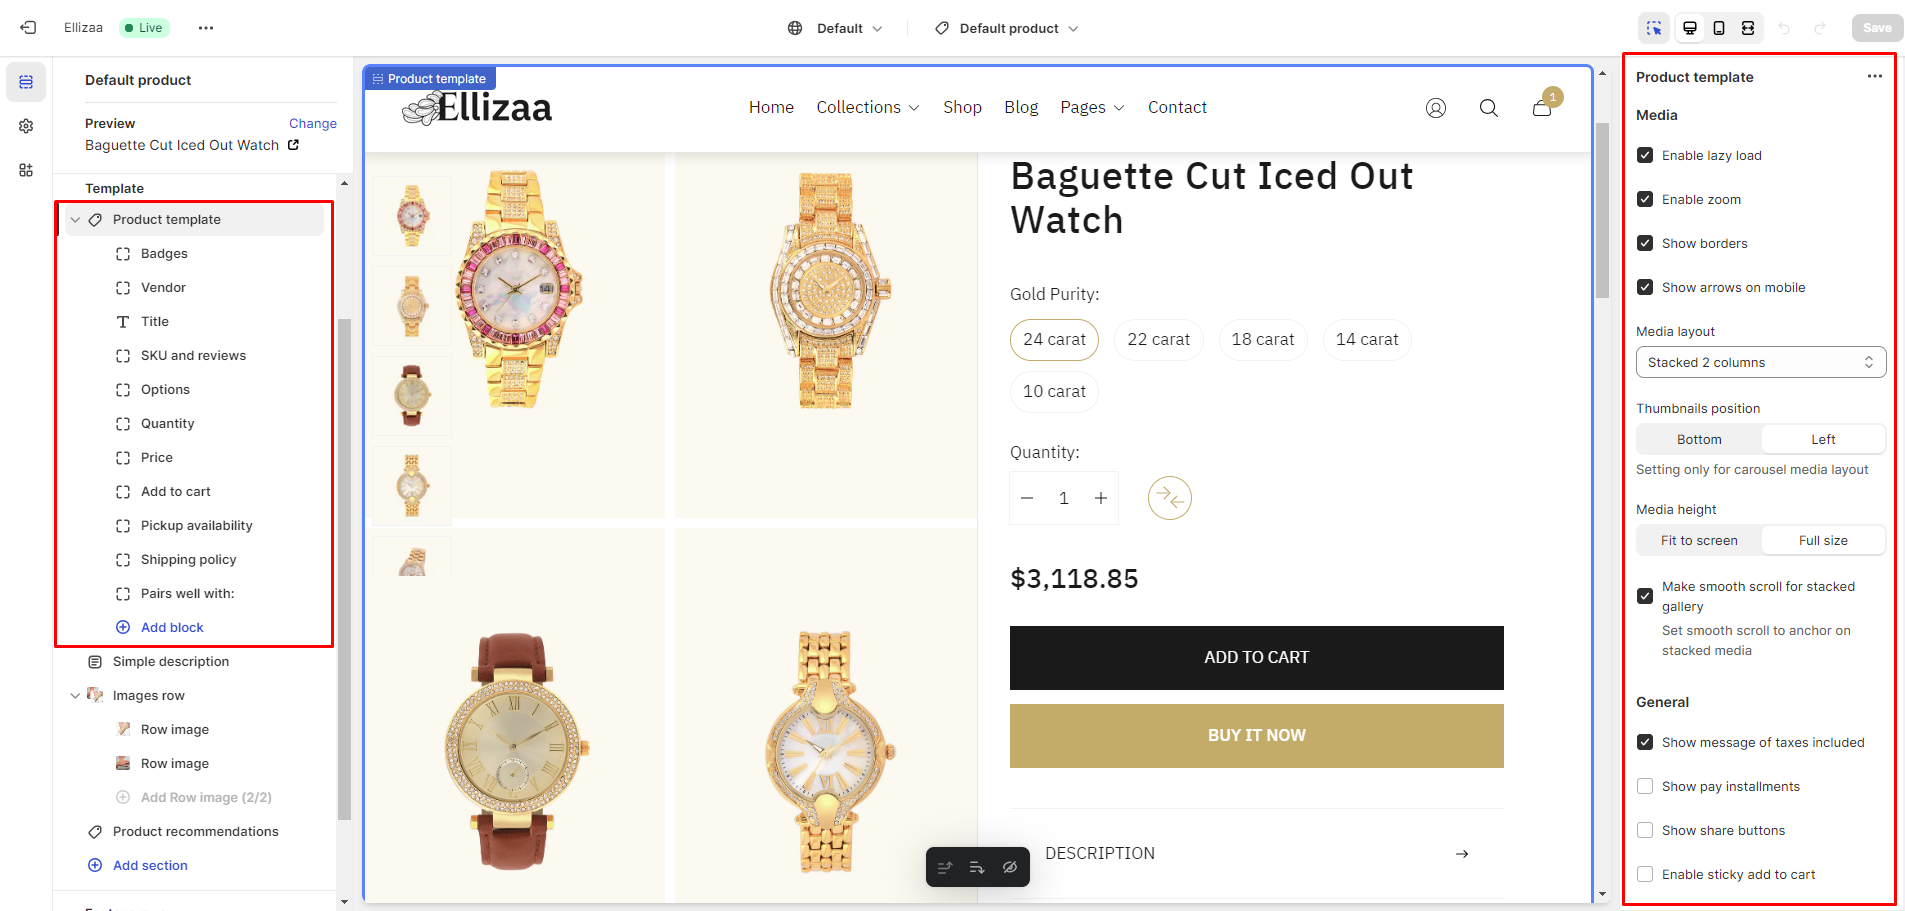 Ellizaa
Live
Default
Default product
Save
Default product
Preview
Change
Baguette Cut Iced Out Watch
Template
Product template
Badges
Vendor
Title
SKU and reviews
Options
Quantity
Price
Add to cart
Pickup availability
Shipping policy
Pairs well with:
Add block
Simple description
Images row
Row image
Row image
Add Row image (2/2)
Product recommendations
Add section
Product template
Ellizaa
Home
Collections
Shop
Blog
Pages
Contact
1
Baguette Cut Iced Out
Watch
Gold Purity:
24 carat
22 carat
18 carat
14 carat
10 carat
Quantity:
1
$3,118.85
ADD TO CART
BUY IT NOW
DESCRIPTION
Product template
Media
Enable lazy load
Enable zoom
Show borders
Show arrows on mobile
Media layout
Stacked 2 columns
Thumbnails position
Bottom
Left
Setting only for carousel media layout
Media height
Fit to screen
Full size
Make smooth scroll for stacked
gallery
Set smooth scroll to anchor on
stacked media
General
Show message of taxes included
Show pay installments
Show share buttons
Enable sticky add to cart